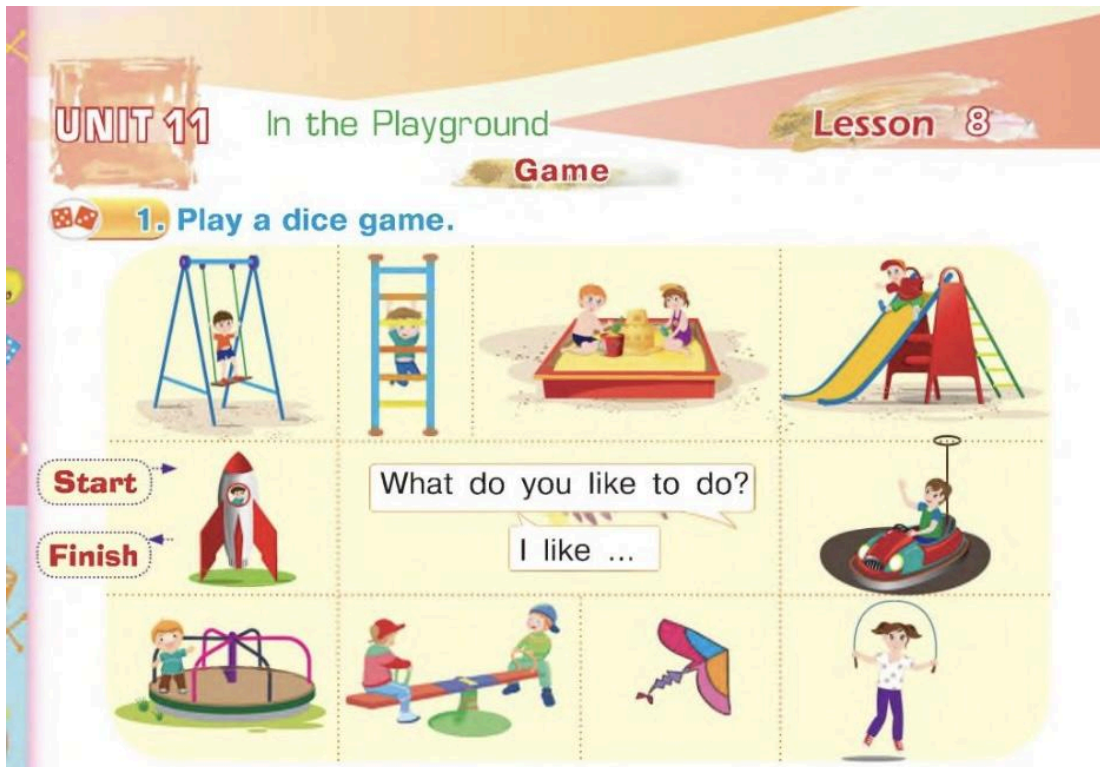 UNIT 11
In the Playground
Lesson 8
Game
1. Play a dice game.
Start
Finish
What do you like to do?
I like ...